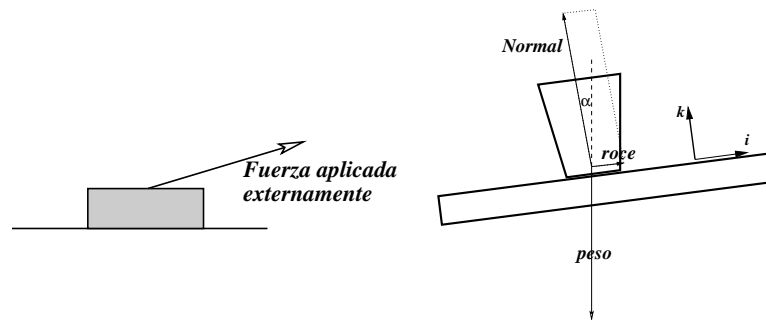 Fuerza aplicada
externamente
Normal
α
k
i
roce
peso